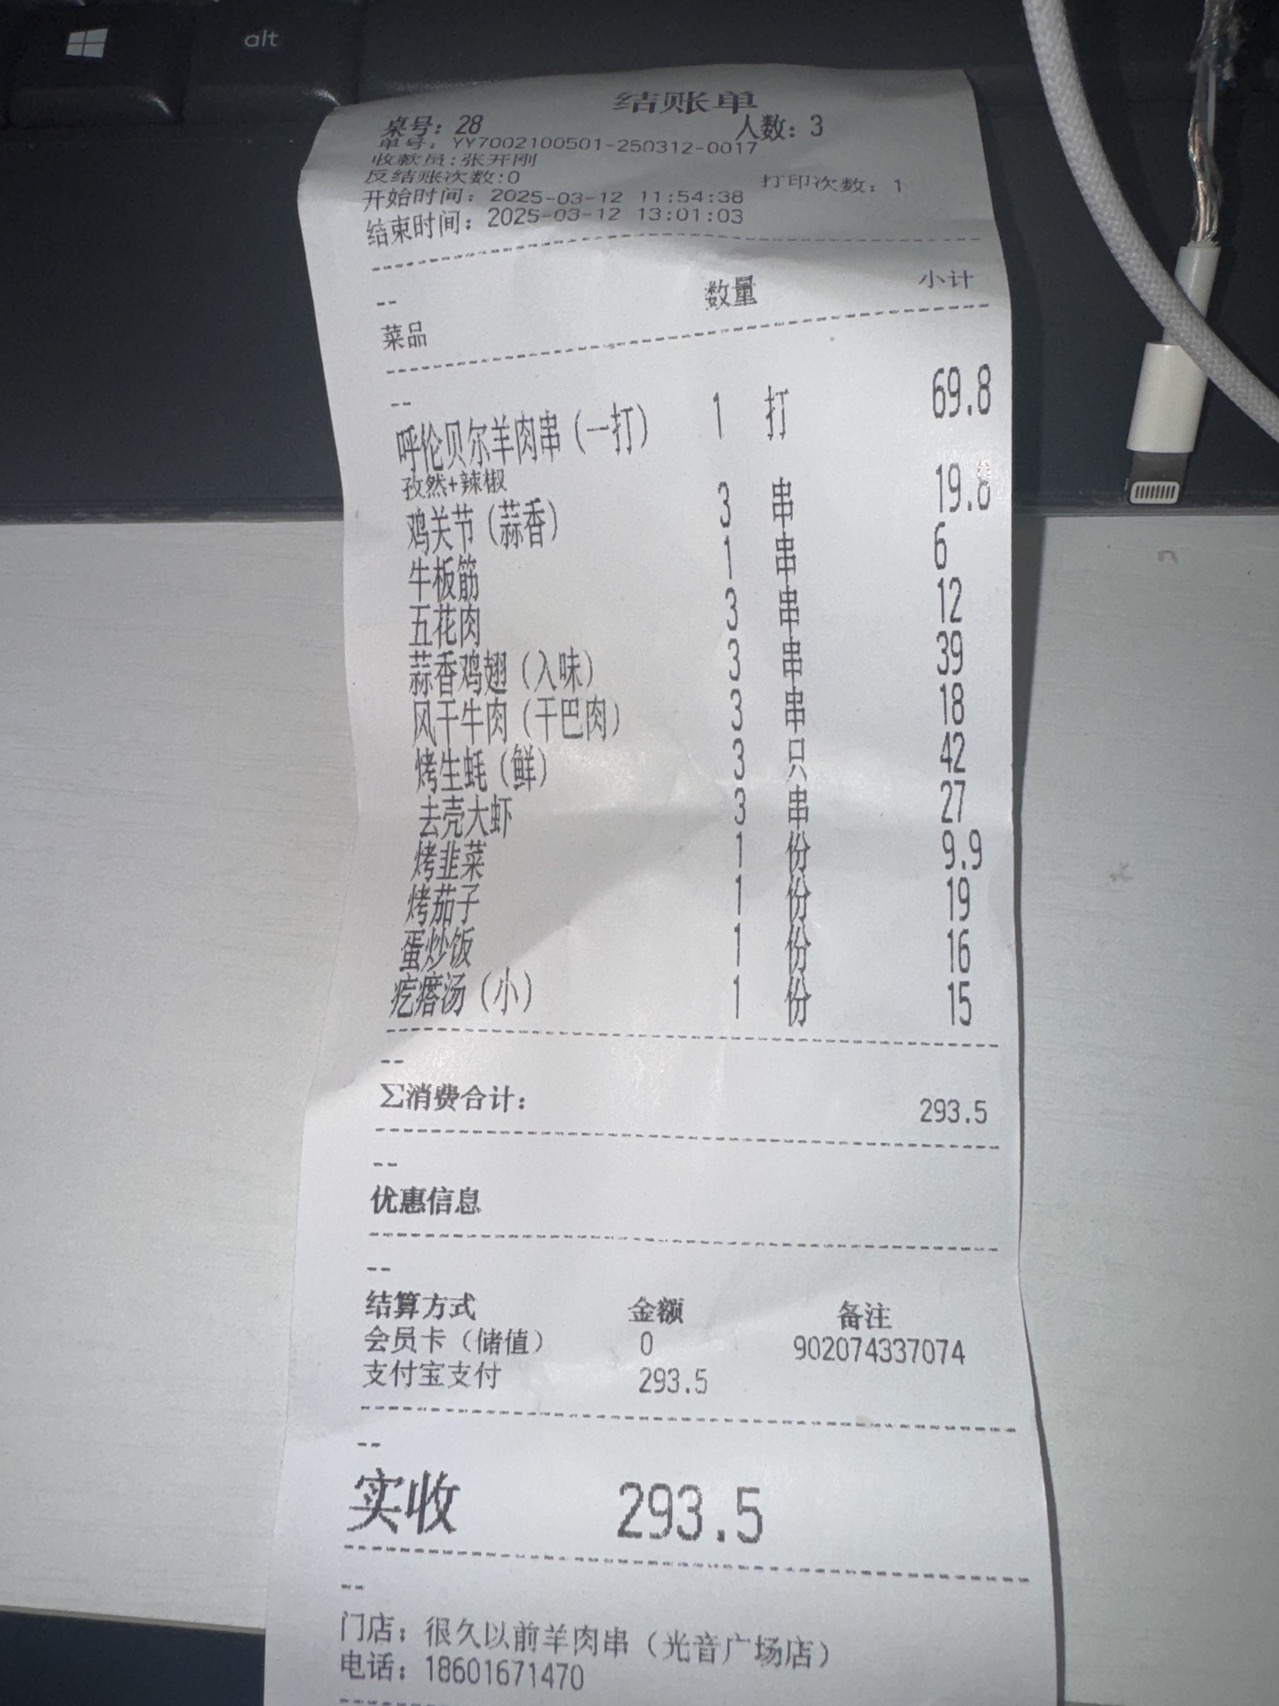 alt
结账单
桌号：28 人数：3
单号：YY7002100501-250312-0017
收款员:张开刚
反结账次数:0 打印次数：1
开始时间：2025-03-12 11:54:38
结束时间：2025-03-12 13:01:03
--
菜品 数量 小计
--
呼伦贝尔羊肉串（一打） 1 打 69.8
孜然+辣椒
鸡关节（蒜香） 3 串 19.8
牛板筋 1 串 6
五花肉 3 串 12
蒜香鸡翅（入味） 3 串 39
风干牛肉（干巴肉） 3 串 18
烤生蚝（鲜） 3 只 42
去壳大虾 3 串 27
烤韭菜 1 份 9.9
烤茄子 1 份 19
蛋炒饭 1 份 16
疙瘩汤（小） 1 份 15
--
∑消费合计： 293.5
--
优惠信息
--
结算方式 金额 备注
会员卡（储值） 0 902074337074
支付宝支付 293.5
--
实收 293.5
--
门店：很久以前羊肉串（光音广场店）
电话：18601671470